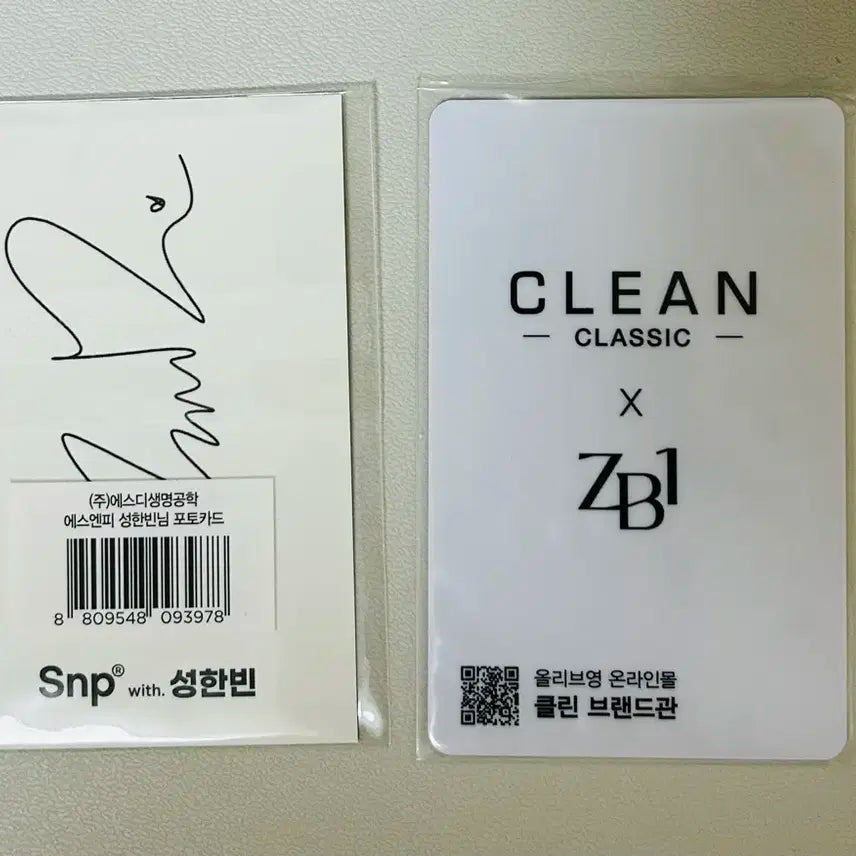 (주)에스디생명공학
에스엔피 성한빈님 포토카드
8 809548 093978
Snp® with. 성한빈
CLEAN
— CLASSIC —
X
ZB1
올리브영 온라인몰
클린 브랜드관